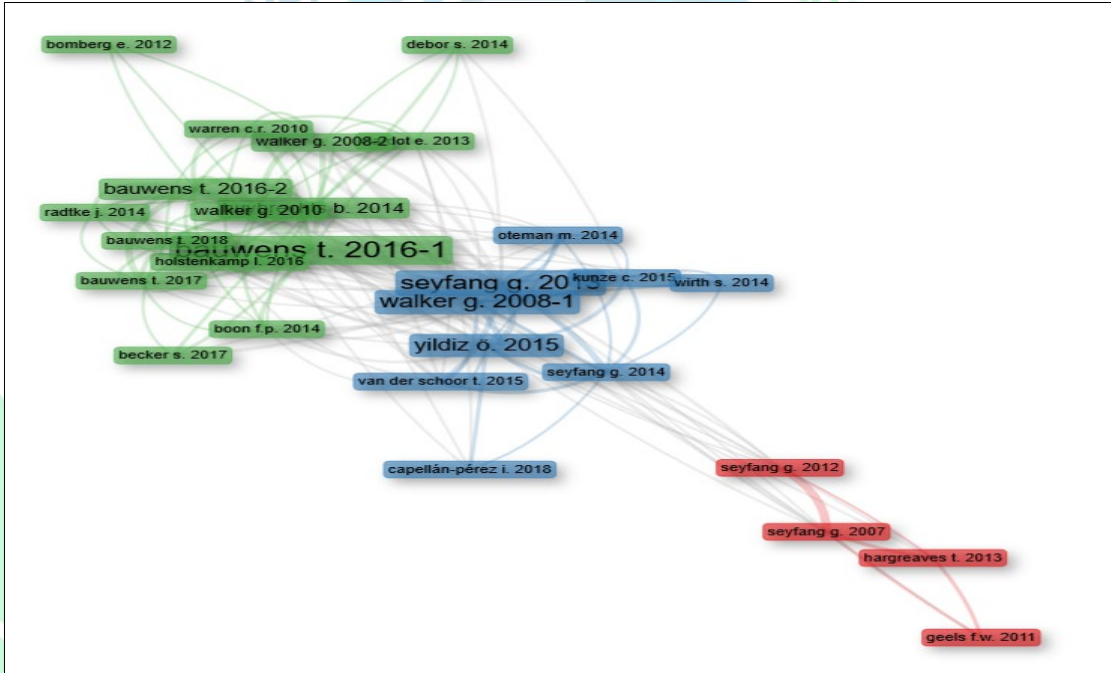 bomberg e. 2012
debor s. 2014
warren c.r. 2010
walker g. 2008-2
lot e. 2013
bauwens t. 2016-2
radtke j. 2014
walker g. 2010
b. 2014
bauwens t. 2018
bauwens t. 2016-1
holstenkamp l. 2016
bauwens t. 2017
boon f.p. 2014
becker s. 2017
oteman m. 2014
seyfang g. 2013
kunze c. 2015
wirth s. 2014
walker g. 2008-1
yildiz ö. 2015
seyfang g. 2014
van der schoor t. 2015
capellán-pérez i. 2018
seyfang g. 2012
seyfang g. 2007
hargreaves t. 2013
geels f.w. 2011